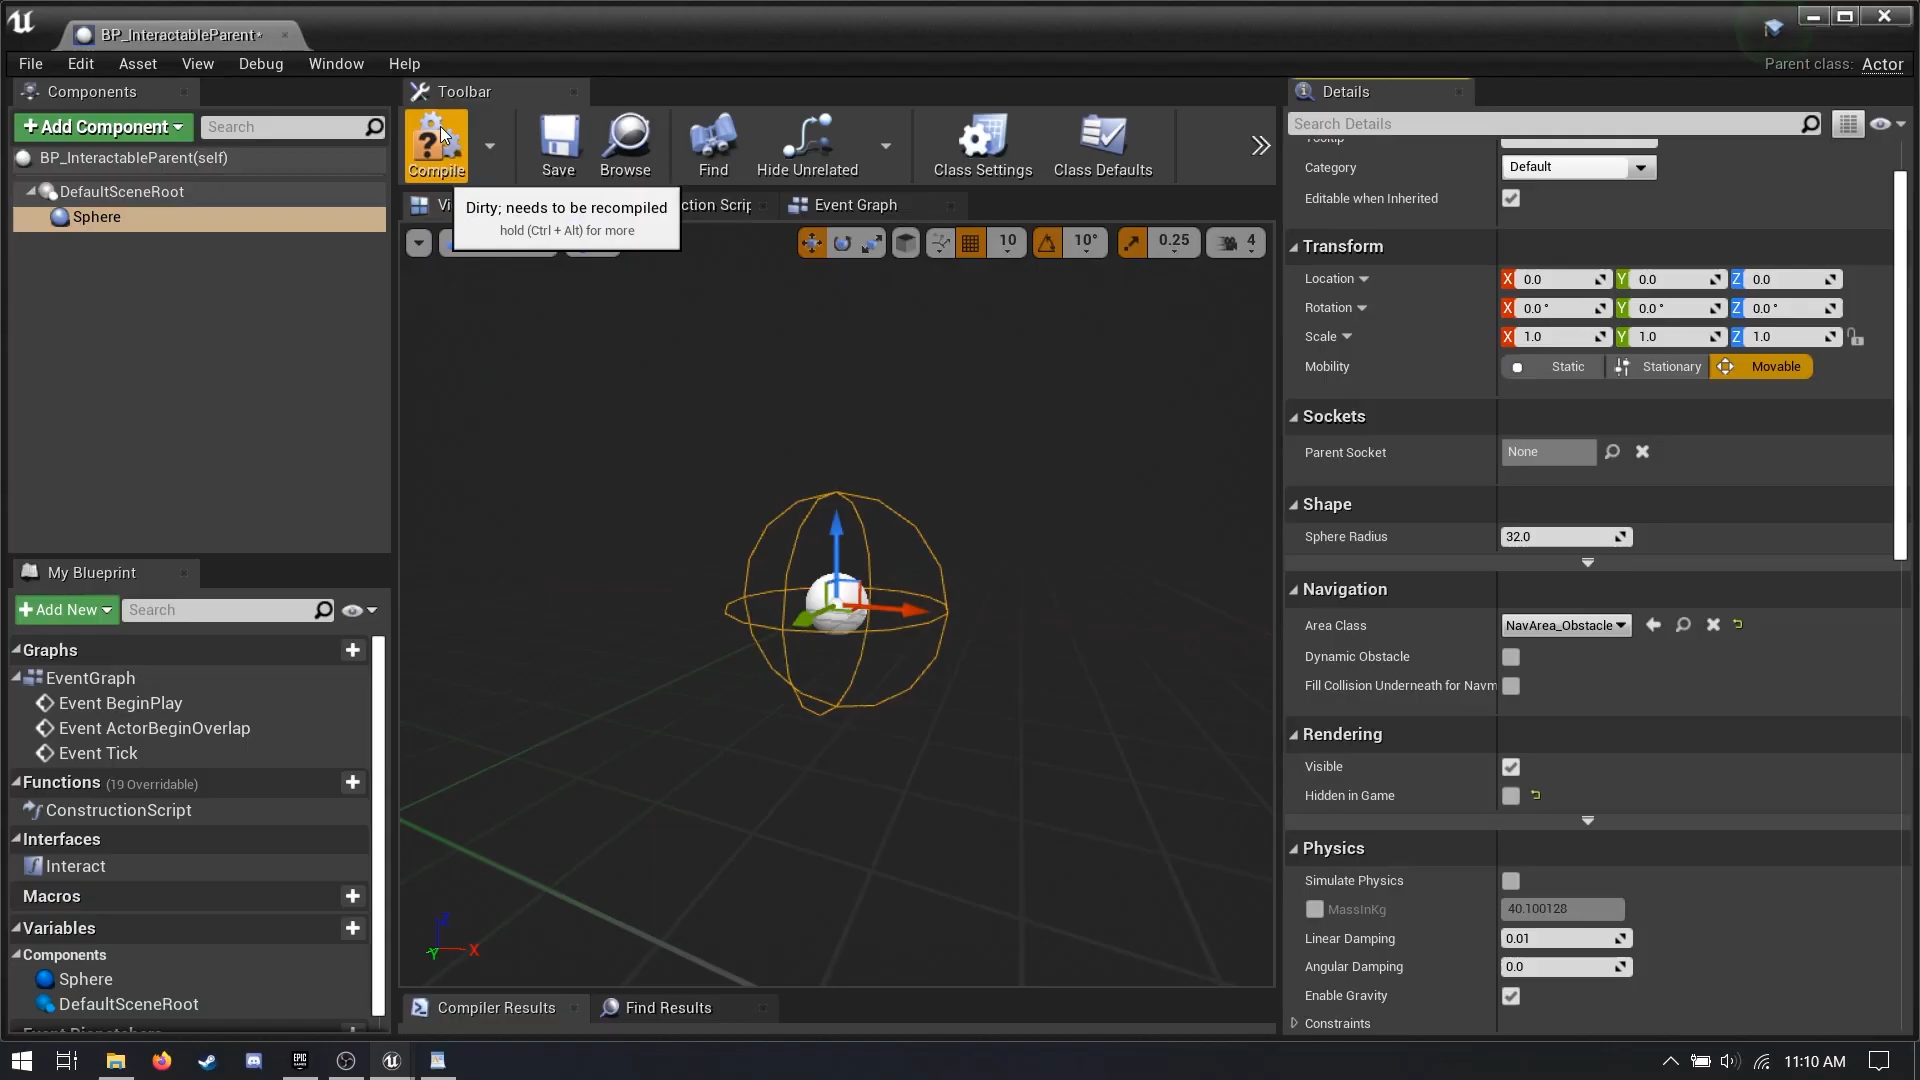 BP_InteractableParent*
File Edit Asset View Debug Window Help
Parent class: Actor
Components
+Add Component
Search
BP_InteractableParent(self)
DefaultSceneRoot
Sphere
Toolbar
Compile
Save
Browse
Find
Hide Unrelated
Class Settings
Class Defaults
Dirty; needs to be recompiled
hold (Ctrl + Alt) for more
Vi
ction Scrip
Event Graph
10
10°
0.25
4
X
My Blueprint
+Add New
Search
Graphs
EventGraph
Event BeginPlay
Event ActorBeginOverlap
Event Tick
Functions (19 Overridable)
ConstructionScript
Interfaces
Interact
Macros
Variables
Components
Sphere
DefaultSceneRoot
Compiler Results
Find Results
Details
Search Details
Category Default
Editable when Inherited
Transform
Location X 0.0 Y 0.0 Z 0.0
Rotation X 0.0 ° Y 0.0 ° Z 0.0 °
Scale X 1.0 Y 1.0 Z 1.0
Mobility Static Stationary Movable
Sockets
Parent Socket None
Shape
Sphere Radius 32.0
Navigation
Area Class NavArea_Obstacle
Dynamic Obstacle
Fill Collision Underneath for Navm
Rendering
Visible
Hidden in Game
Physics
Simulate Physics
MassInKg 40.100128
Linear Damping 0.01
Angular Damping 0.0
Enable Gravity
Constraints
EPIC
11:10 AM